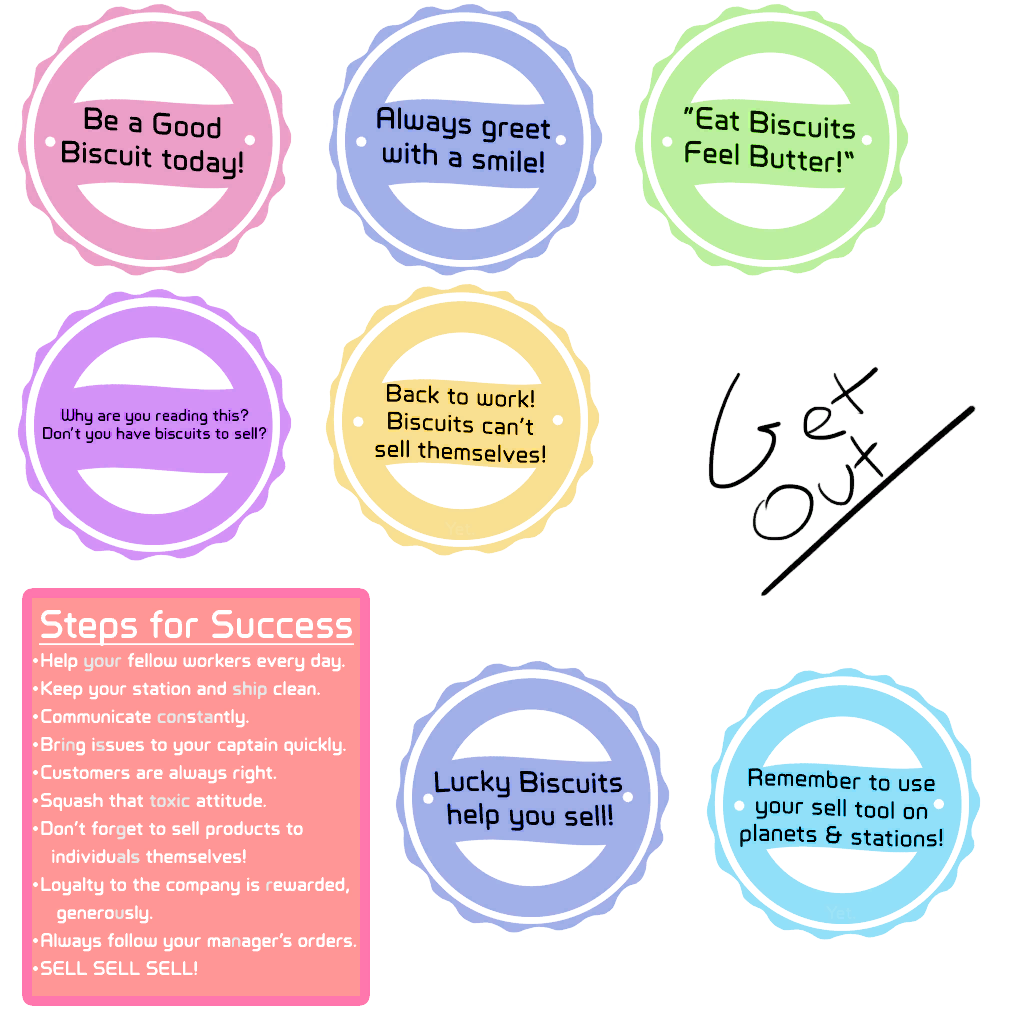 Be a Good
Biscuit today!
Always greet
with a smile!
"Eat Biscuits
Feel Butter!"
Why are you reading this?
Don't you have biscuits to sell?
Back to work!
Biscuits can't
sell themselves!
Yet
Get
out
Steps for Success
•Help your fellow workers every day.
•Keep your station and ship clean.
•Communicate constantly.
•Bring issues to your captain quickly.
•Customers are always right.
•Squash that toxic attitude.
•Don't forget to sell products to
individuals themselves!
•Loyalty to the company is rewarded,
generously.
•Always follow your manager's orders.
•SELL SELL SELL!
Lucky Biscuits
help you sell!
Remember to use
your sell tool on
planets & stations!
Yet